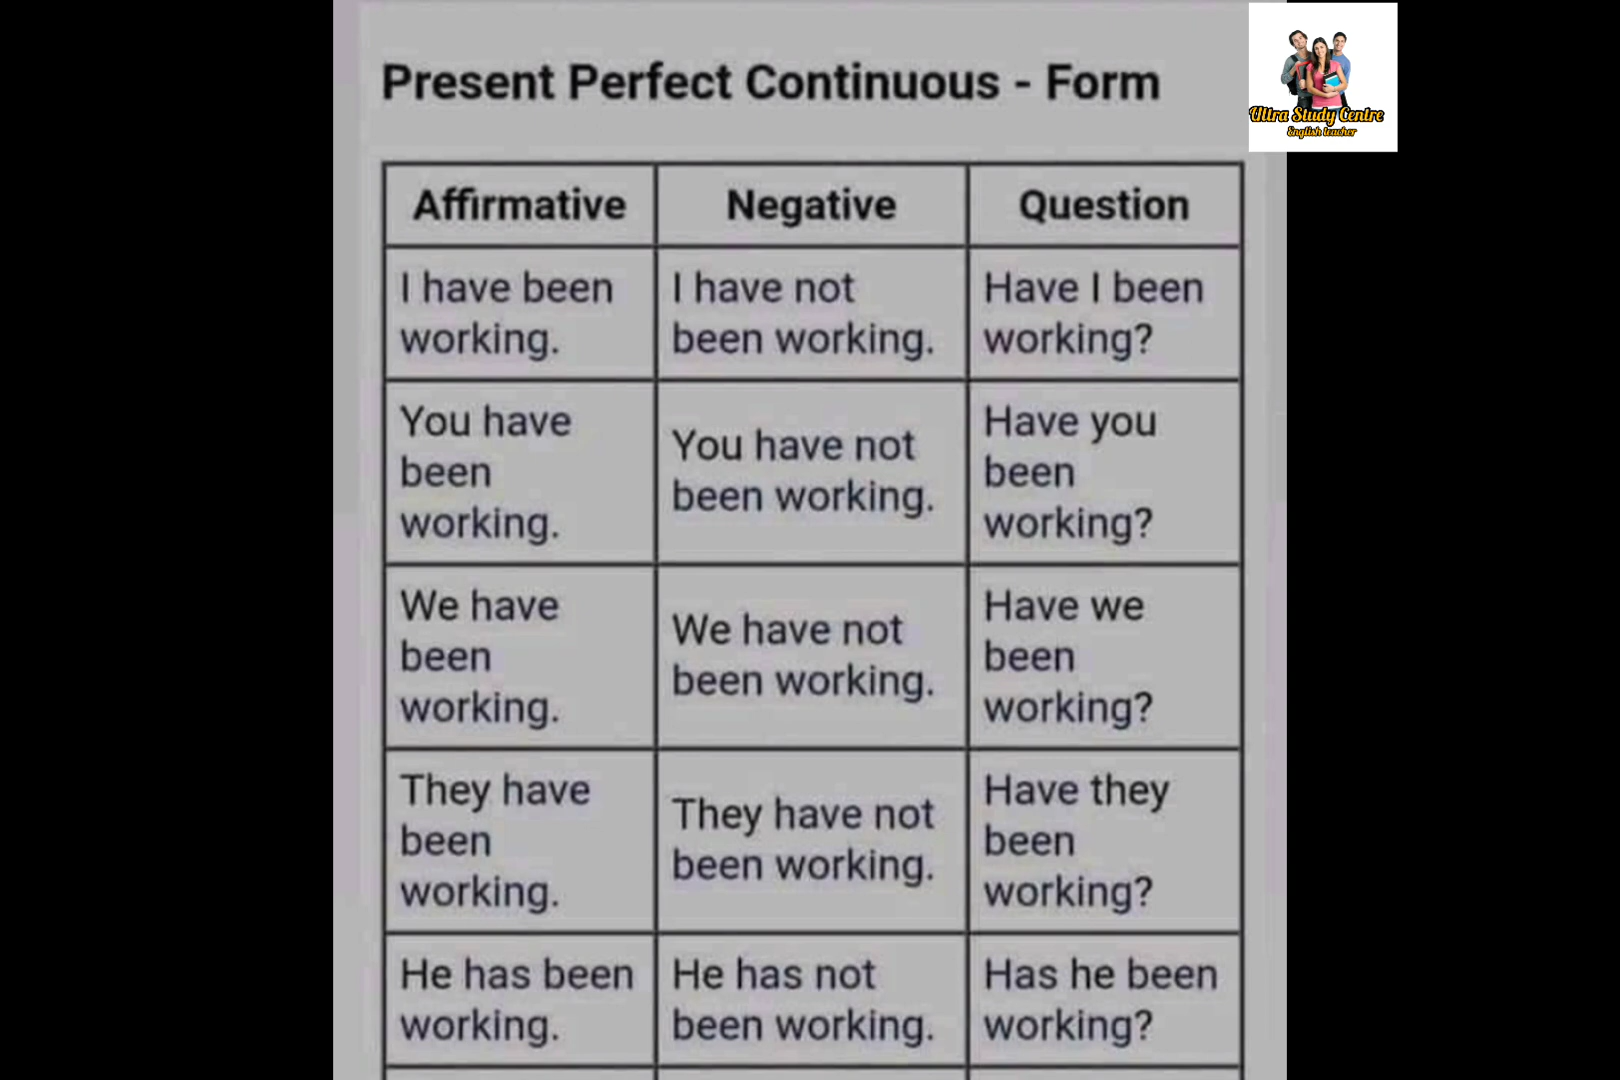 Present Perfect Continuous - Form
Ultra Study Centre
English teacher
Affirmative
Negative
Question
I have been
working.
I have not
been working.
Have I been
working?
You have
been
working.
You have not
been working.
Have you
been
working?
We have
been
working.
We have not
been working.
Have we
been
working?
They have
been
working.
They have not
been working.
Have they
been
working?
He has been
working.
He has not
been working.
Has he been
working?